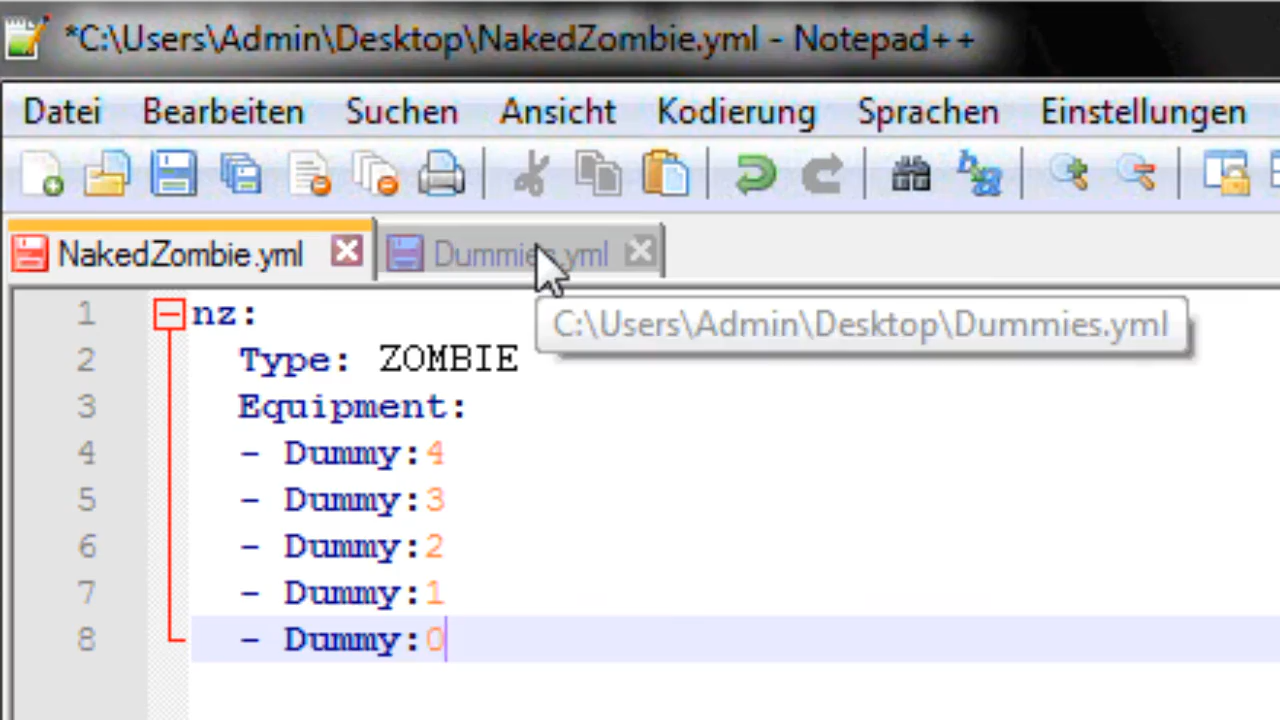 *C:\Users\Admin\Desktop\NakedZombie.yml - Notepad++
Datei Bearbeiten Suchen Ansicht Kodierung Sprachen Einstellungen
NakedZombie.yml Dummies.yml
C:\Users\Admin\Desktop\Dummies.yml
1 nz:
2 Type: ZOMBIE
3 Equipment:
4 - Dummy:4
5 - Dummy:3
6 - Dummy:2
7 - Dummy:1
8 - Dummy:0